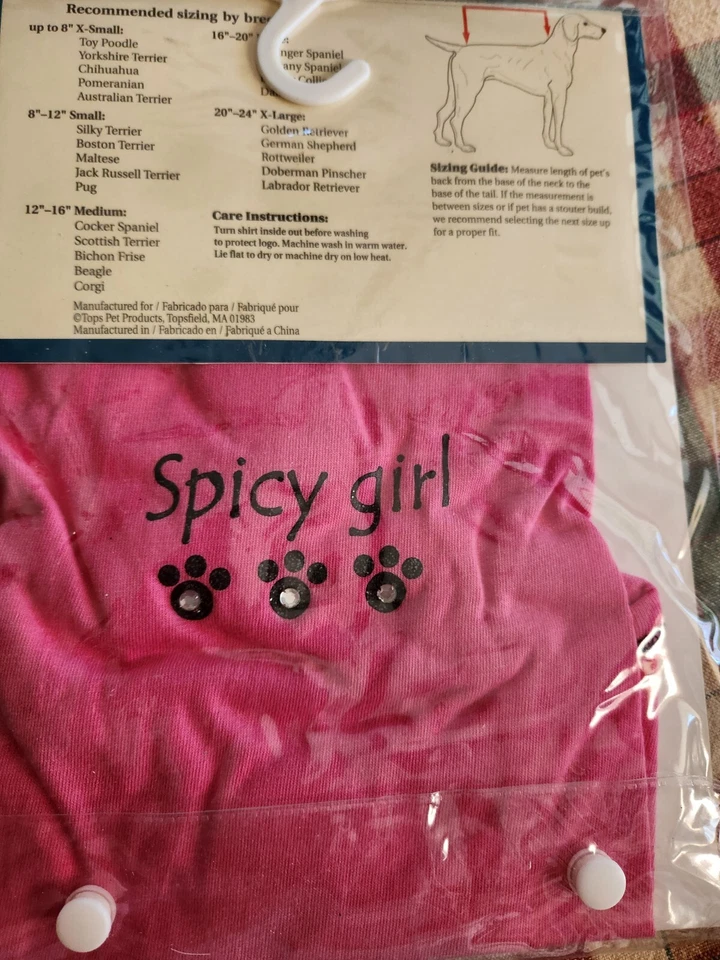 Recommended sizing by
up to 8" X-Small:
Toy Poodle
Yorkshire Terrier
Chihuahua
Pomeranian
Australian Terrier
8"–12" Small:
Silky Terrier
Boston Terrier
Maltese
Jack Russell Terrier
Pug
12"–16" Medium:
Cocker Spaniel
Scottish Terrier
Bichon Frise
Beagle
Corgi
16"–20"
Spaniel
Spaniel
20"–24" X-Large:
Golden Retriever
German Shepherd
Rottweiler
Doberman Pinscher
Labrador Retriever
Care Instructions:
Turn shirt inside out before washing
to protect logo. Machine wash in warm water.
Lie flat to dry or machine dry on low heat.
Sizing Guide: Measure length of pet's
back from the base of the neck to the
base of the tail. If the measurement is
between sizes or if pet has a stouter build,
we recommend selecting the next size up
for a proper fit.
Manufactured for / Fabricado para / Fabriqué pour
©Tops Pet Products, Topsfield, MA 01983
Manufactured in / Fabricado en / Fabriqué a China
Spicy girl